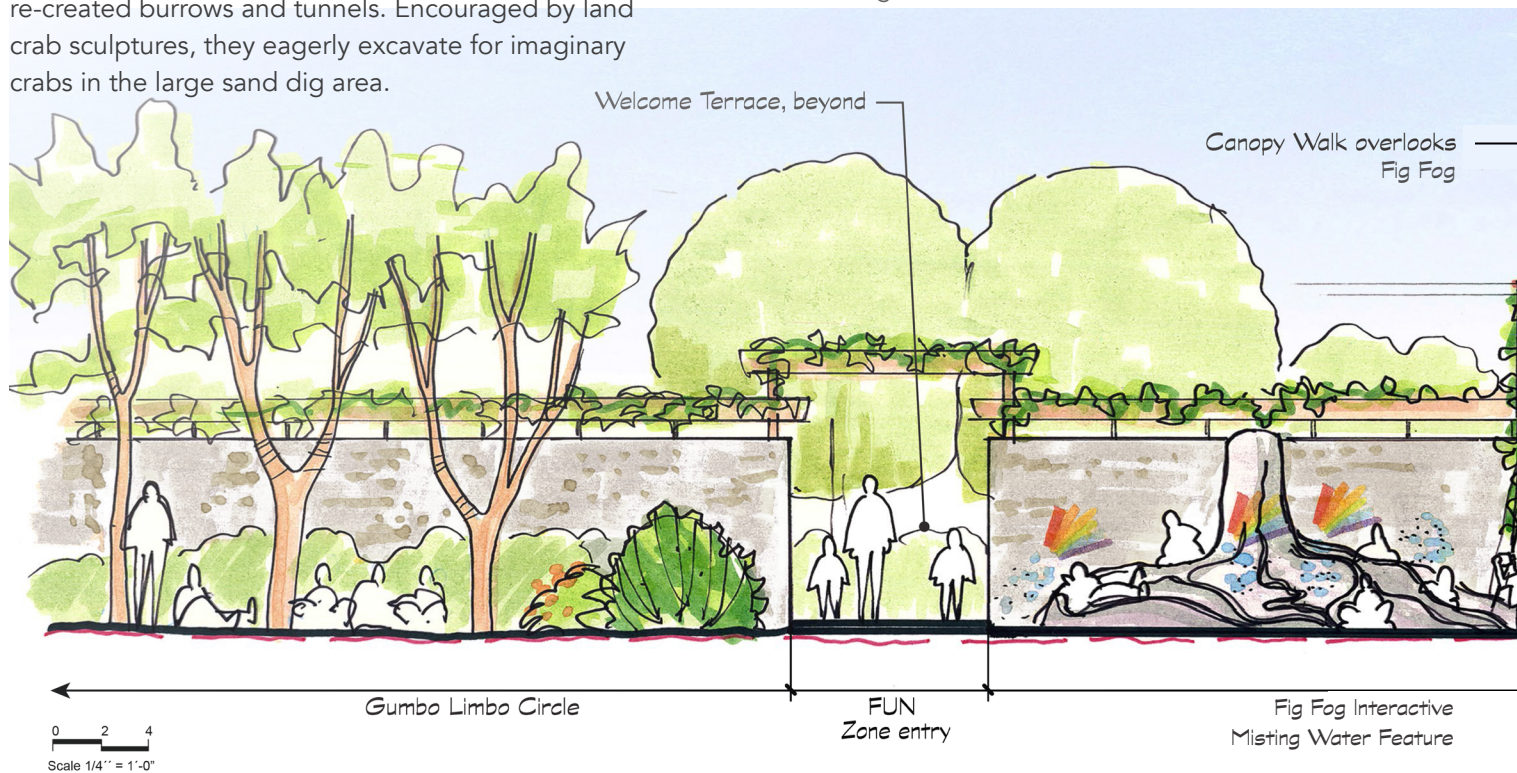 re-created burrows and tunnels. Encouraged by land
crab sculptures, they eagerly excavate for imaginary
crabs in the large sand dig area.
Welcome Terrace, beyond
Canopy Walk overlooks
Fig Fog
Gumbo Limbo Circle
FUN
Zone entry
Fig Fog Interactive
Misting Water Feature
0 2 4
Scale 1/4´´ = 1´-0"